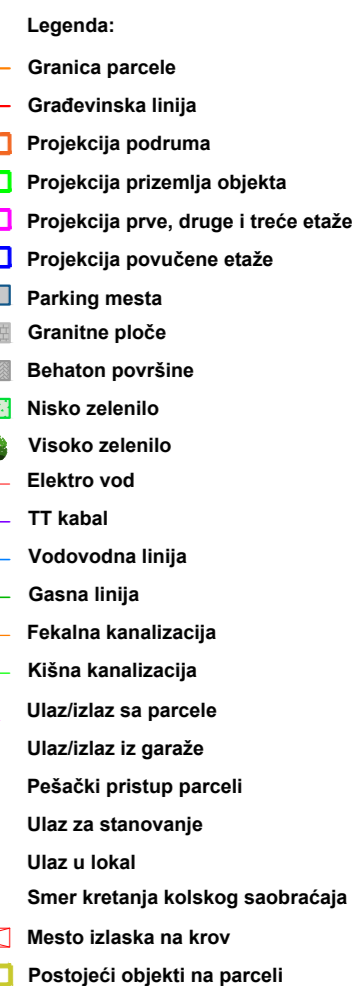 Legenda:
Granica parcele
Građevinska linija
Projekcija podruma
Projekcija prizemlja objekta
Projekcija prve, druge i treće etaže
Projekcija povučene etaže
Parking mesta
Granitne ploče
Behaton površine
Nisko zelenilo
Visoko zelenilo
Elektro vod
TT kabal
Vodovodna linija
Gasna linija
Fekalna kanalizacija
Kišna kanalizacija
Ulaz/izlaz sa parcele
Ulaz/izlaz iz garaže
Pešački pristup parceli
Ulaz za stanovanje
Ulaz u lokal
Smer kretanja kolskog saobraćaja
Mesto izlaska na krov
Postojeći objekti na parceli